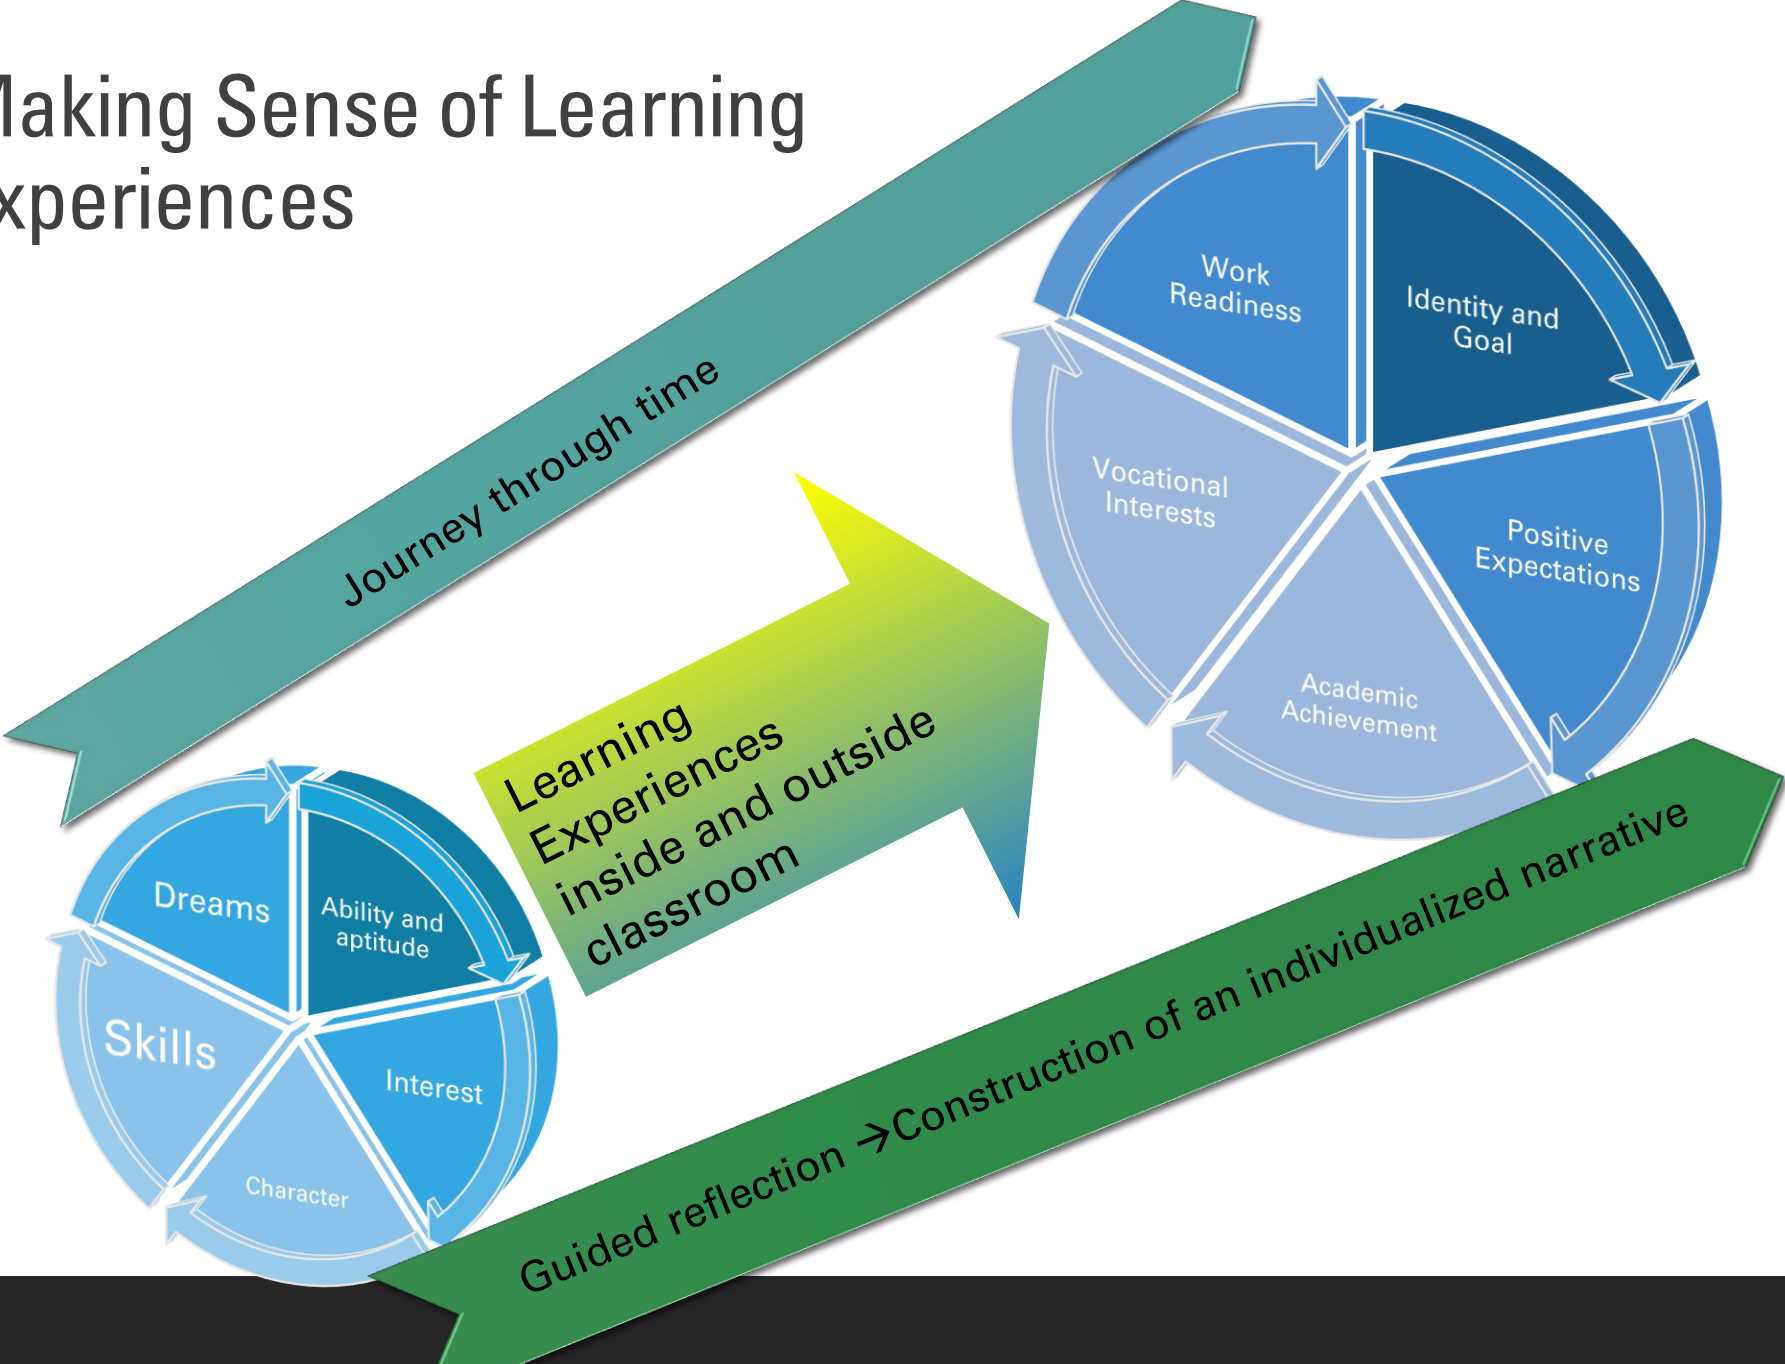 Making Sense of Learning
xperiences
Journey through time
Work
Readiness
Identity and
Goal
Vocational
Interests
Positive
Expectations
Academic
Achievement
Learning
Experiences
inside and outside
classroom
Dreams
Ability and
aptitude
Skills
Interest
Character
Guided reflection →Construction of an individualized narrative